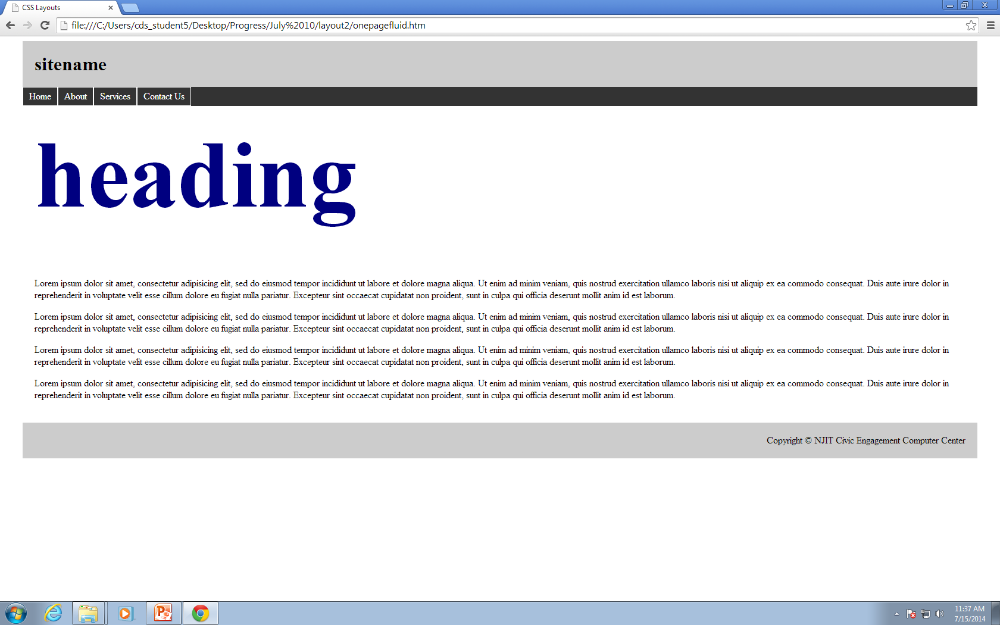 CSS Layouts
file:///C:/Users/cds_student5/Desktop/Progress/July%2010/layout2/onepagefluid.htm
sitename
Home About Services Contact Us
heading
Lorem ipsum dolor sit amet, consectetur adipisicing elit, sed do eiusmod tempor incididunt ut labore et dolore magna aliqua. Ut enim ad minim veniam, quis nostrud exercitation ullamco laboris nisi ut aliquip ex ea commodo consequat. Duis aute irure dolor in
reprehenderit in voluptate velit esse cillum dolore eu fugiat nulla pariatur. Excepteur sint occaecat cupidatat non proident, sunt in culpa qui officia deserunt mollit anim id est laborum.
Lorem ipsum dolor sit amet, consectetur adipisicing elit, sed do eiusmod tempor incididunt ut labore et dolore magna aliqua. Ut enim ad minim veniam, quis nostrud exercitation ullamco laboris nisi ut aliquip ex ea commodo consequat. Duis aute irure dolor in
reprehenderit in voluptate velit esse cillum dolore eu fugiat nulla pariatur. Excepteur sint occaecat cupidatat non proident, sunt in culpa qui officia deserunt mollit anim id est laborum.
Lorem ipsum dolor sit amet, consectetur adipisicing elit, sed do eiusmod tempor incididunt ut labore et dolore magna aliqua. Ut enim ad minim veniam, quis nostrud exercitation ullamco laboris nisi ut aliquip ex ea commodo consequat. Duis aute irure dolor in
reprehenderit in voluptate velit esse cillum dolore eu fugiat nulla pariatur. Excepteur sint occaecat cupidatat non proident, sunt in culpa qui officia deserunt mollit anim id est laborum.
Lorem ipsum dolor sit amet, consectetur adipisicing elit, sed do eiusmod tempor incididunt ut labore et dolore magna aliqua. Ut enim ad minim veniam, quis nostrud exercitation ullamco laboris nisi ut aliquip ex ea commodo consequat. Duis aute irure dolor in
reprehenderit in voluptate velit esse cillum dolore eu fugiat nulla pariatur. Excepteur sint occaecat cupidatat non proident, sunt in culpa qui officia deserunt mollit anim id est laborum.
Copyright © NJIT Civic Engagement Computer Center
11:37 AM
7/15/2014